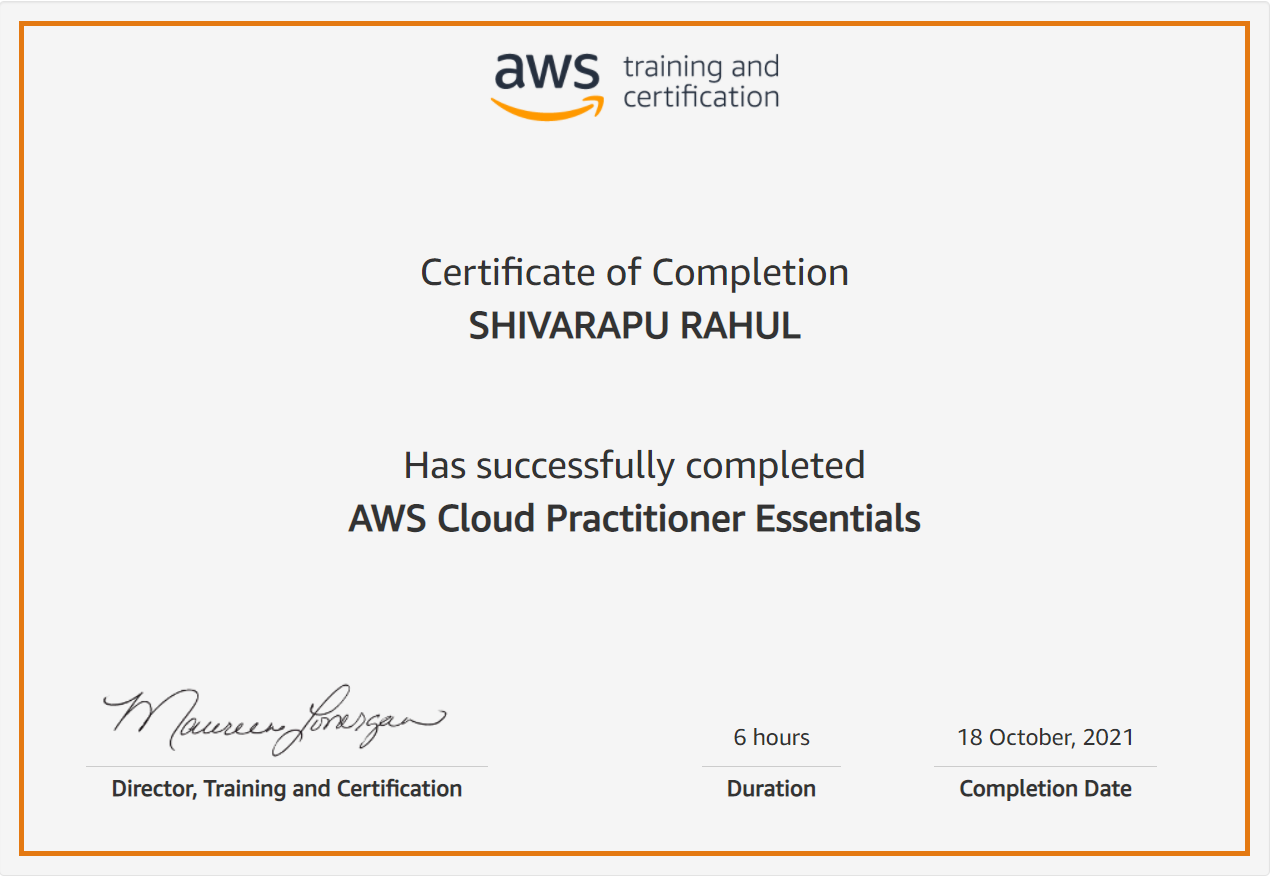 aws training and
certification
Certificate of Completion
SHIVARAPU RAHUL
Has successfully completed
AWS Cloud Practitioner Essentials
Maureen Lonergan
Director, Training and Certification
6 hours
Duration
18 October, 2021
Completion Date